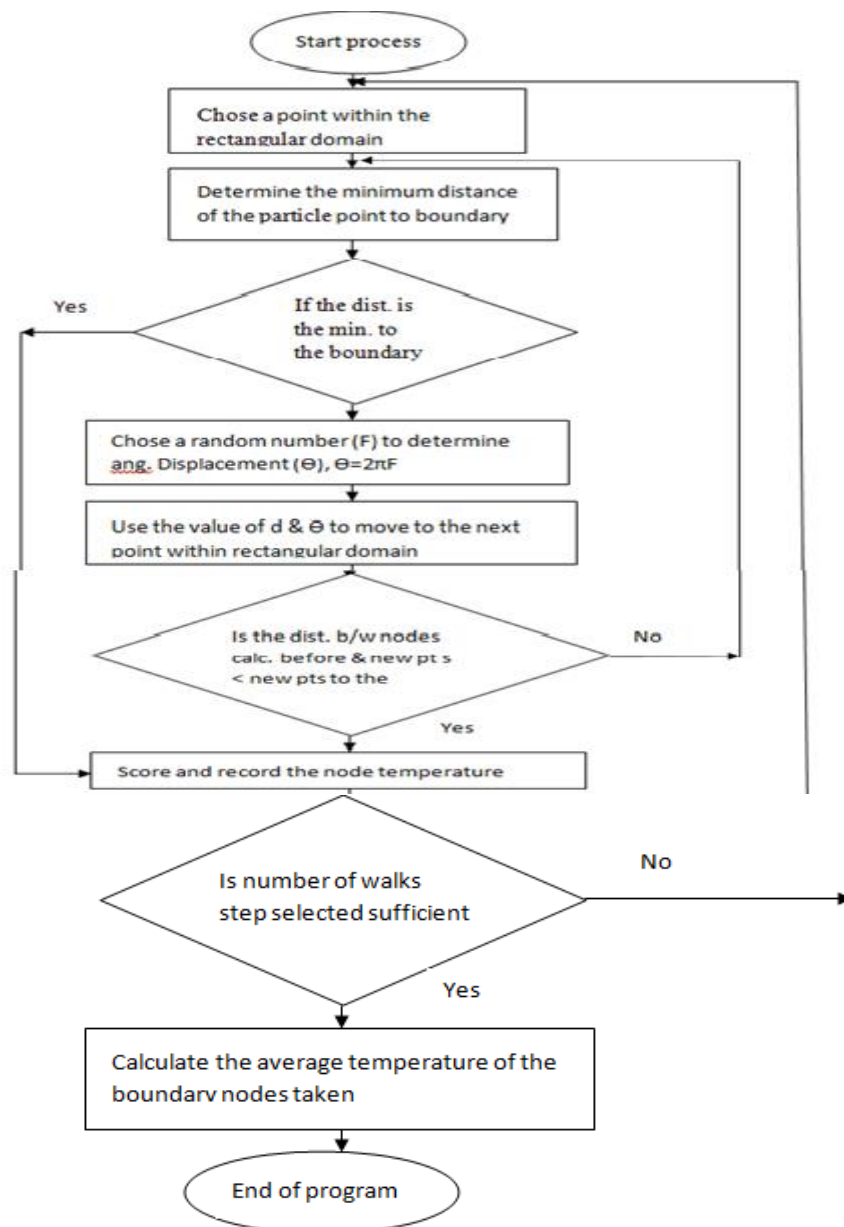 Start process
Chose a point within the
rectangular domain
Determine the minimum distance
of the particle point to boundary
Yes
If the dist. is
the min. to
the boundary
Chose a random number (F) to determine
ang. Displacement (Θ), Θ=2πF
Use the value of d & Θ to move to the next
point within rectangular domain
Is the dist. b/w nodes
calc. before & new pt s
< new pts to the
No
Yes
Score and record the node temperature
No
Is number of walks
step selected sufficient
Yes
Calculate the average temperature of the
boundary nodes taken
End of program